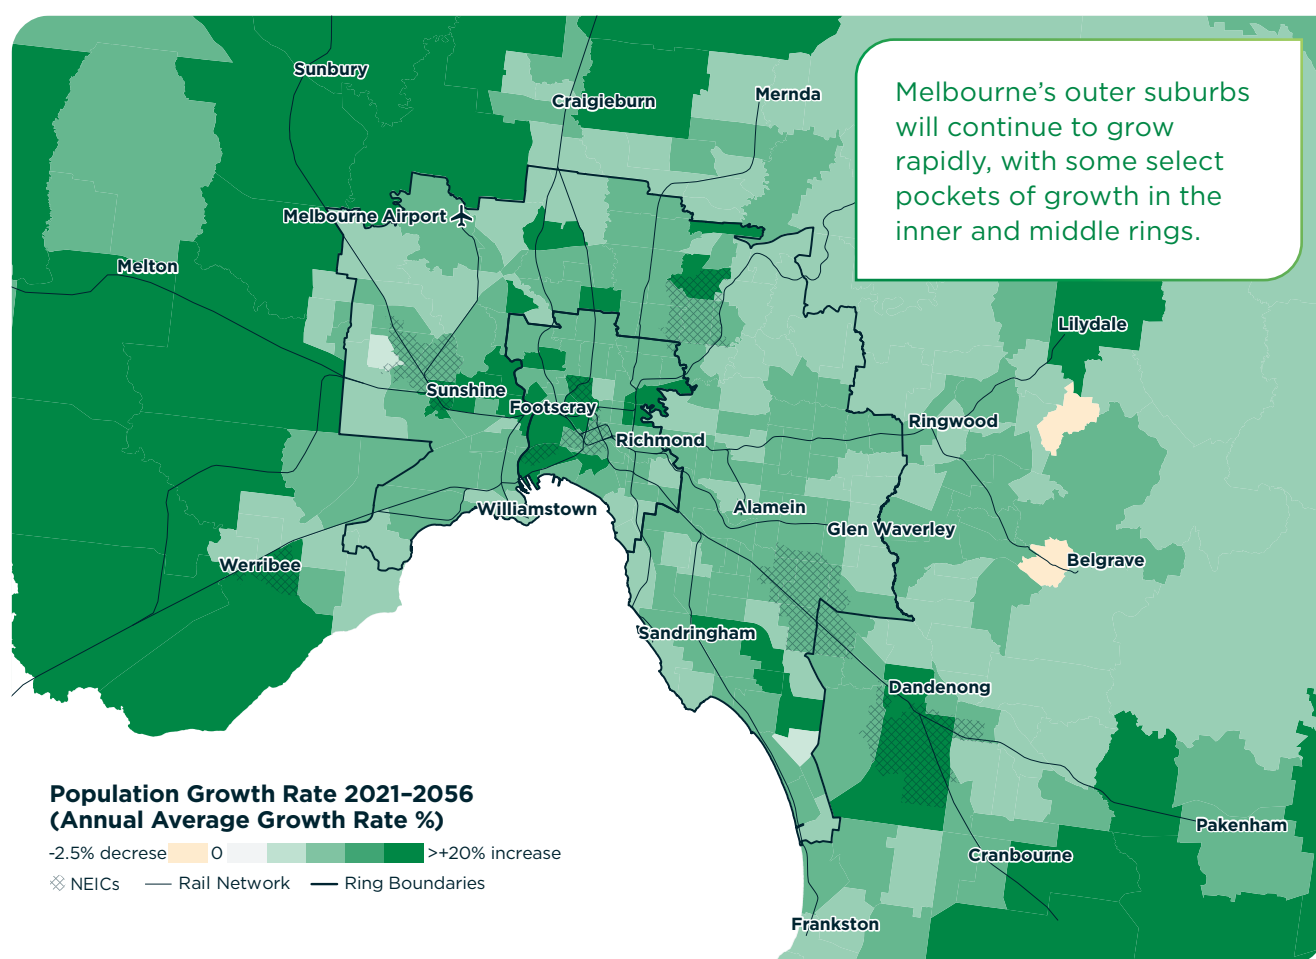 Sunbury
Craigieburn
Mernda
Melbourne's outer suburbs
will continue to grow
rapidly, with some select
pockets of growth in the
inner and middle rings.
Melbourne Airport
Melton
Lilydale
Sunshine
Footscray
Ringwood
Richmond
Williamstown
Alamein
Glen Waverley
Werribee
Belgrave
Sandringham
Dandenong
Population Growth Rate 2021–2056
(Annual Average Growth Rate %)
-2.5% decrese 0 >+20% increase
NEICs Rail Network Ring Boundaries
Pakenham
Cranbourne
Frankston